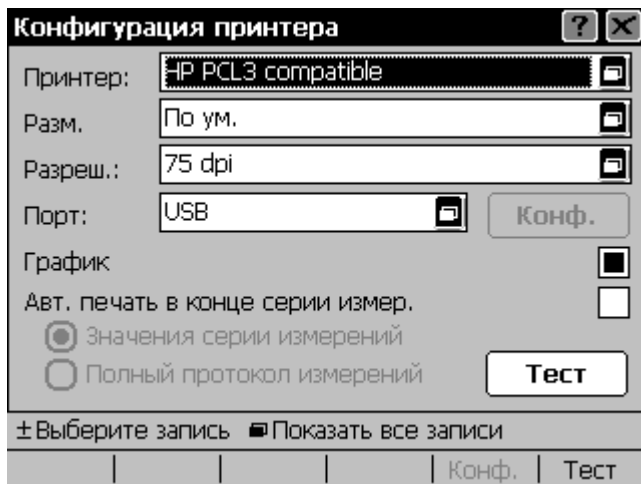 Конфигурация принтера ? X
Принтер: HP PCL3 compatible
Разм. По ум.
Разреш.: 75 dpi
Порт: USB Конф.
График
Авт. печать в конце серии измер.
Значения серии измерений
Полный протокол измерений Тест
±Выберите запись Показать все записи
Конф. Тест